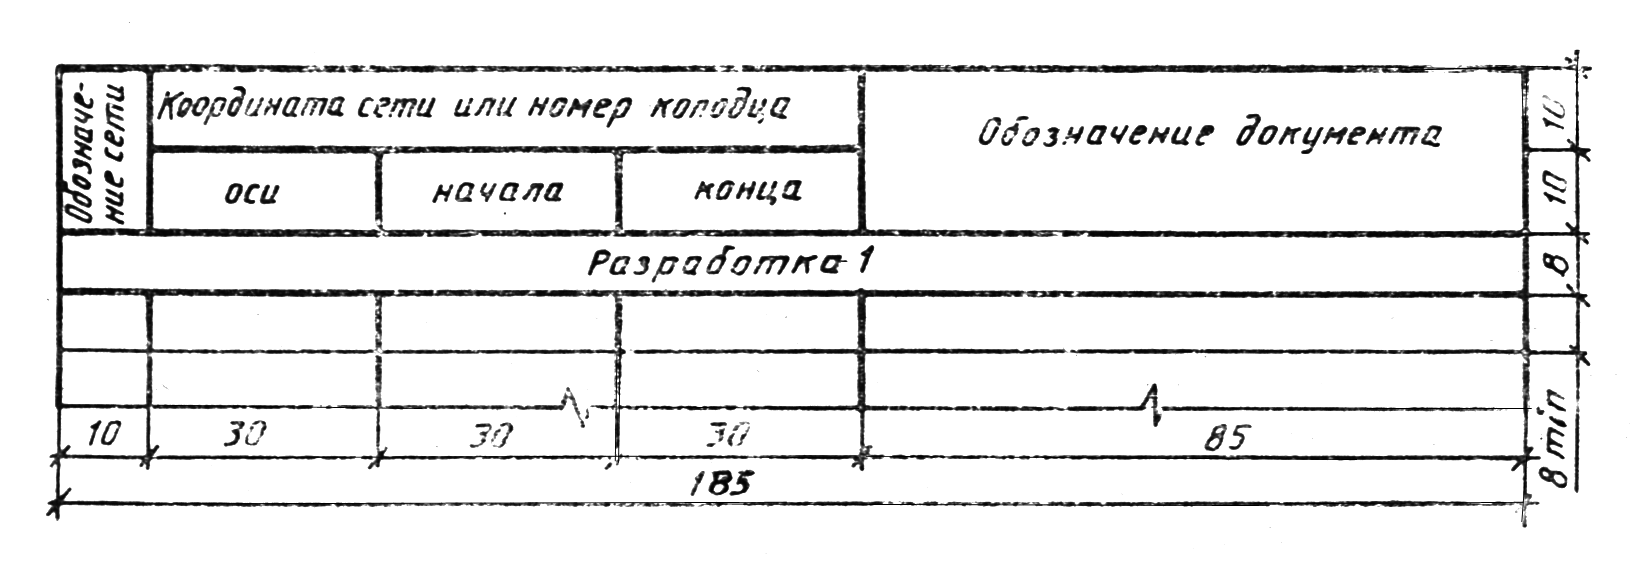 Обозначе-
ние сети
Координата сети или номер колодца
Обозначение документа
оси
начала
конца
Разработка 1
10
10
8
8 min
10
30
30
30
85
185